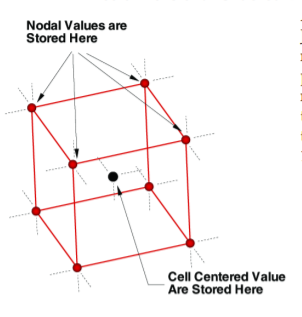 Nodal Values are
Stored Here
Cell Centered Value
Are Stored Here